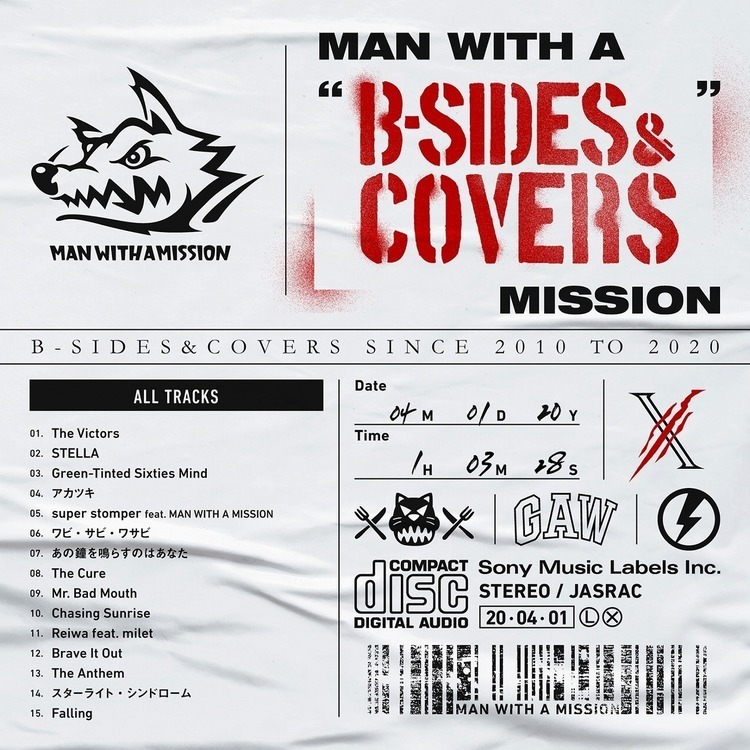 MAN WITH A
“B-SIDES &
COVERS”
MISSION
MAN WITH A MISSION
B-SIDES&COVERS SINCE 2010 TO 2020
ALL TRACKS
01. The Victors
02. STELLA
03. Green-Tinted Sixties Mind
04. アカツキ
05. super stomper feat. MAN WITH A MISSION
06. ワビ・サビ・ワサビ
07. あの鐘を鳴らすのはあなた
08. The Cure
09. Mr. Bad Mouth
10. Chasing Sunrise
11. Reiwa feat. milet
12. Brave It Out
13. The Anthem
14. スターライト・シンドローム
15. Falling
Date
04 M 01 D 20 Y
Time
1 H 03 M 28 S
X
GAW
COMPACT
disc
DIGITAL AUDIO
Sony Music Labels Inc.
STEREO / JASRAC
20・04・01 Ⓛ Ⓧ
MAN WITH A MISSION